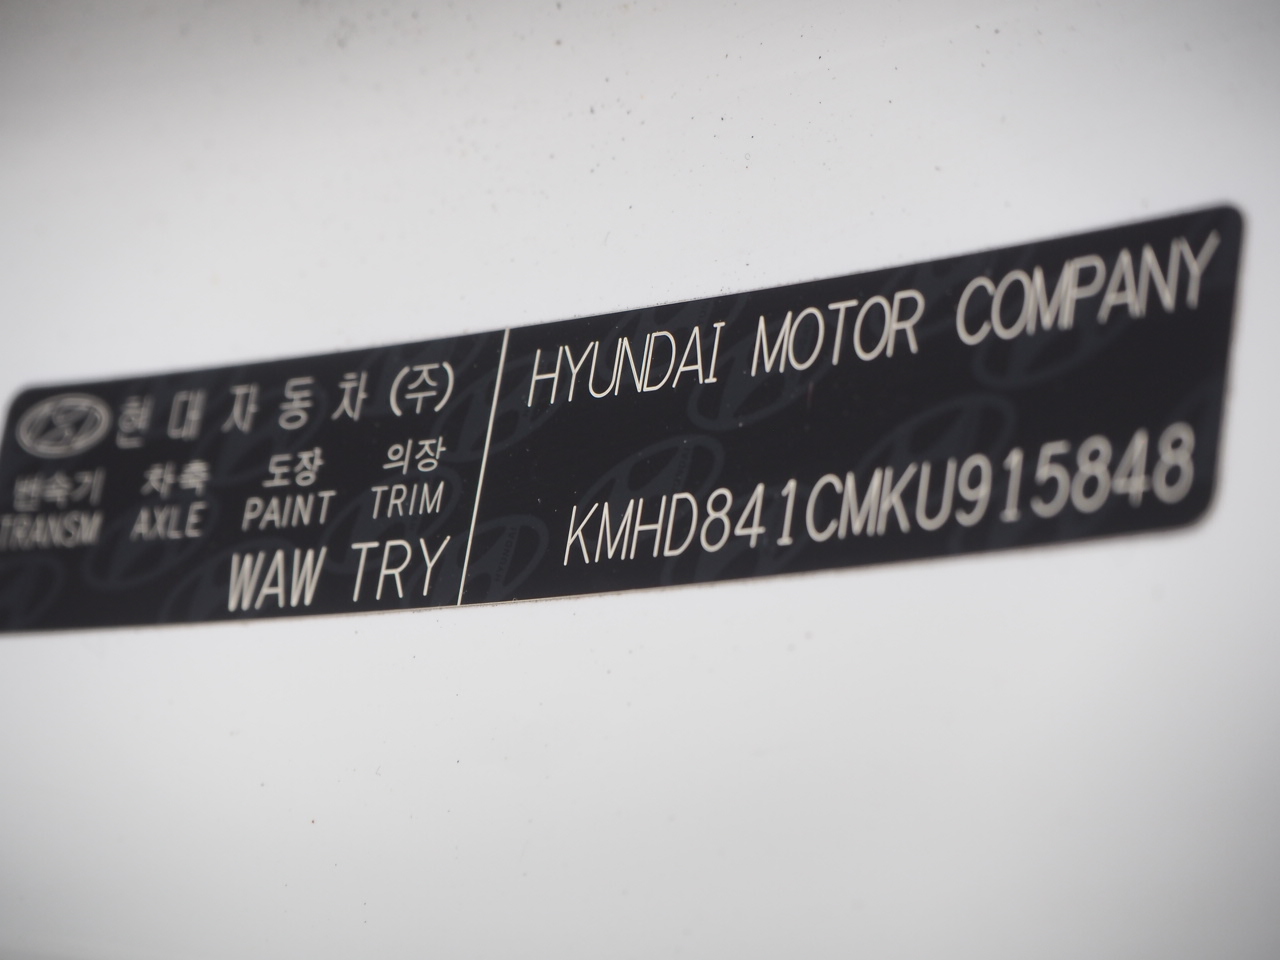 현대자동차(주)
변속기 차축 도장 의장
TRANSM AXLE PAINT TRIM
WAW TRY
HYUNDAI MOTOR COMPANY
KMHD841CMKU915848